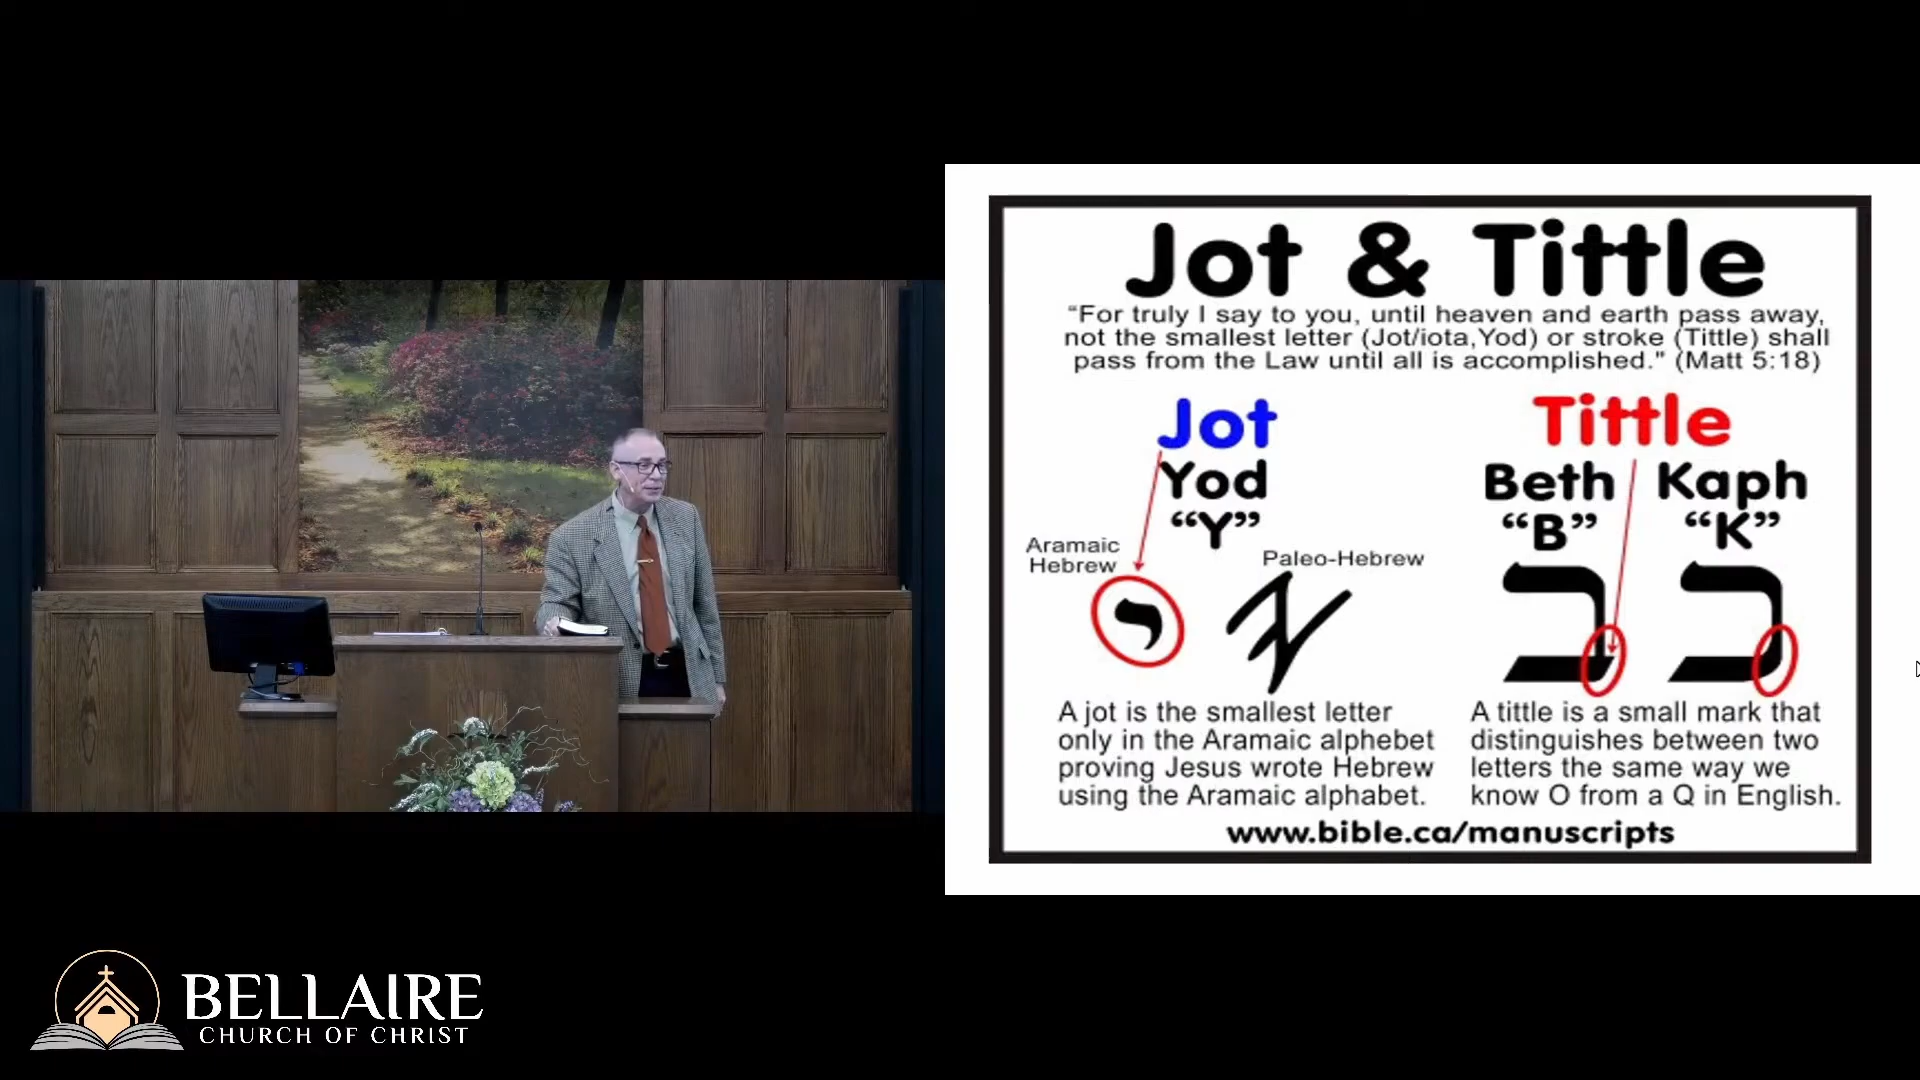 Jot & Tittle
“For truly I say to you, until heaven and earth pass away,
not the smallest letter (Jot/iota,Yod) or stroke (Tittle) shall
pass from the Law until all is accomplished." (Matt 5:18)
Jot
Yod
“Y”
Aramaic
Hebrew
Paleo-Hebrew
י
A jot is the smallest letter
only in the Aramaic alphebet
proving Jesus wrote Hebrew
using the Aramaic alphabet.
Tittle
Beth Kaph
“B” “K”
ב כ
A tittle is a small mark that
distinguishes between two
letters the same way we
know O from a Q in English.
www.bible.ca/manuscripts
BELLAIRE
CHURCH OF CHRIST